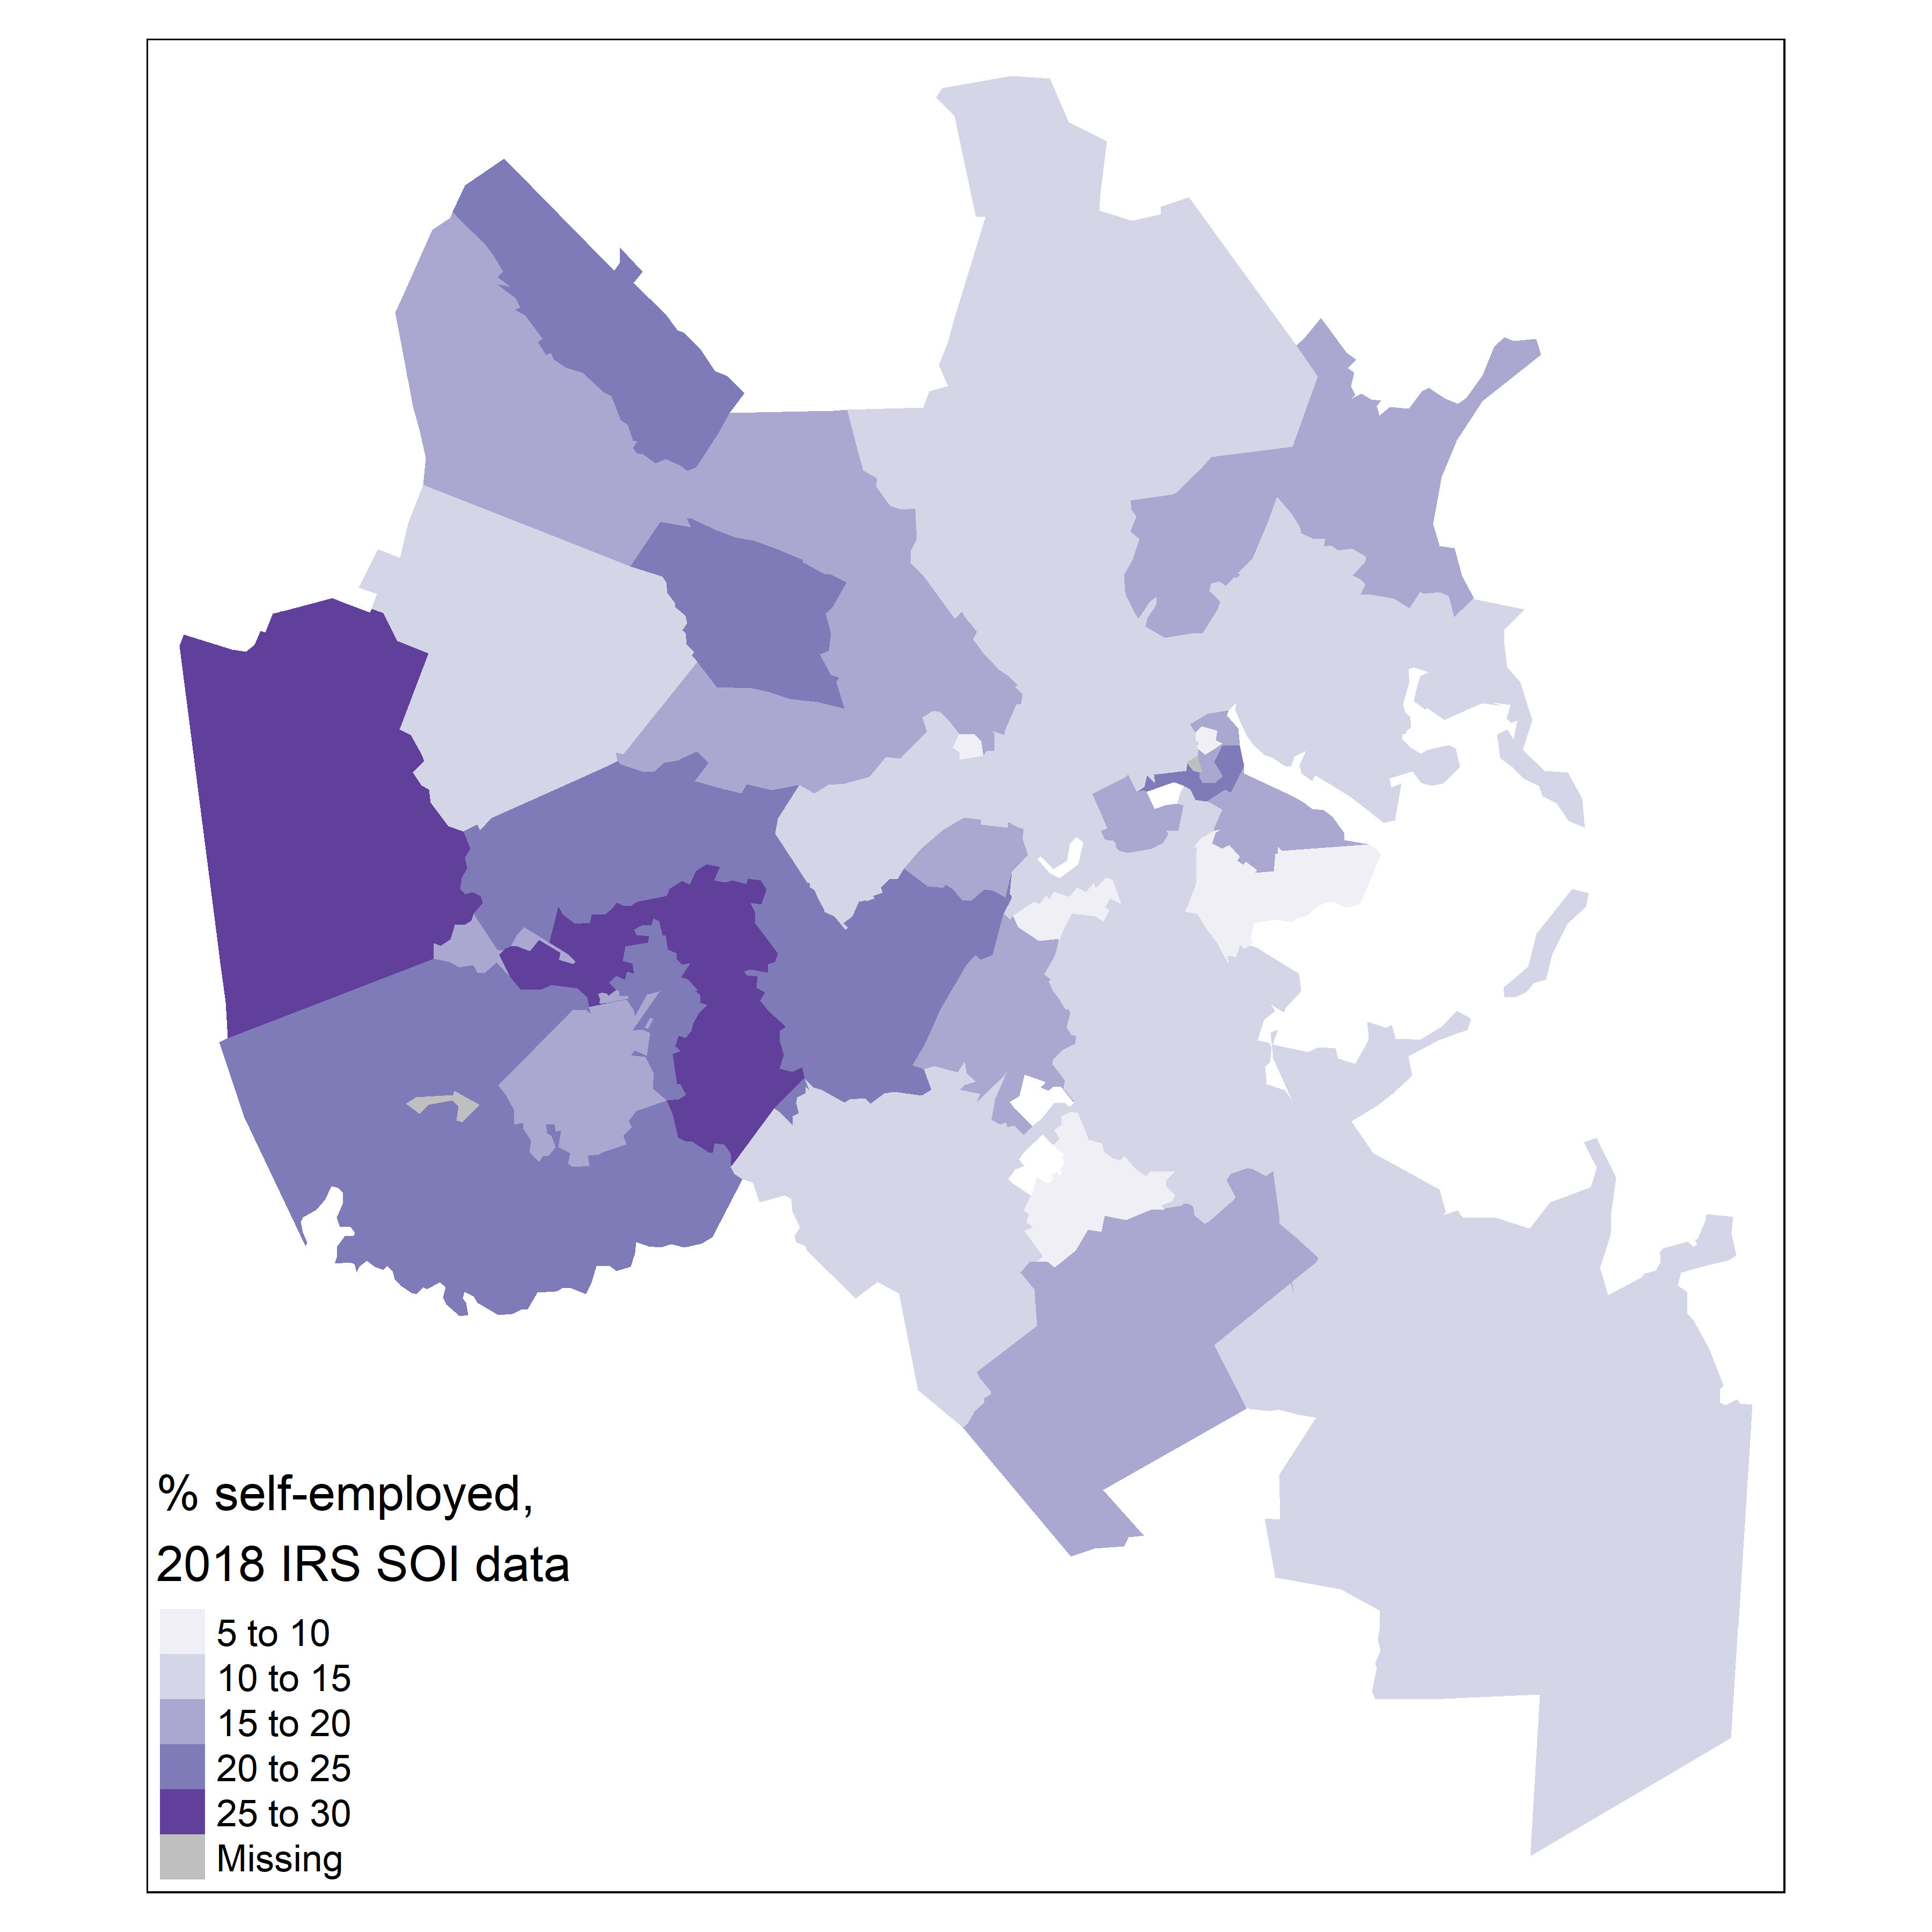 % self-employed,
2018 IRS SOI data
5 to 10
10 to 15
15 to 20
20 to 25
25 to 30
Missing